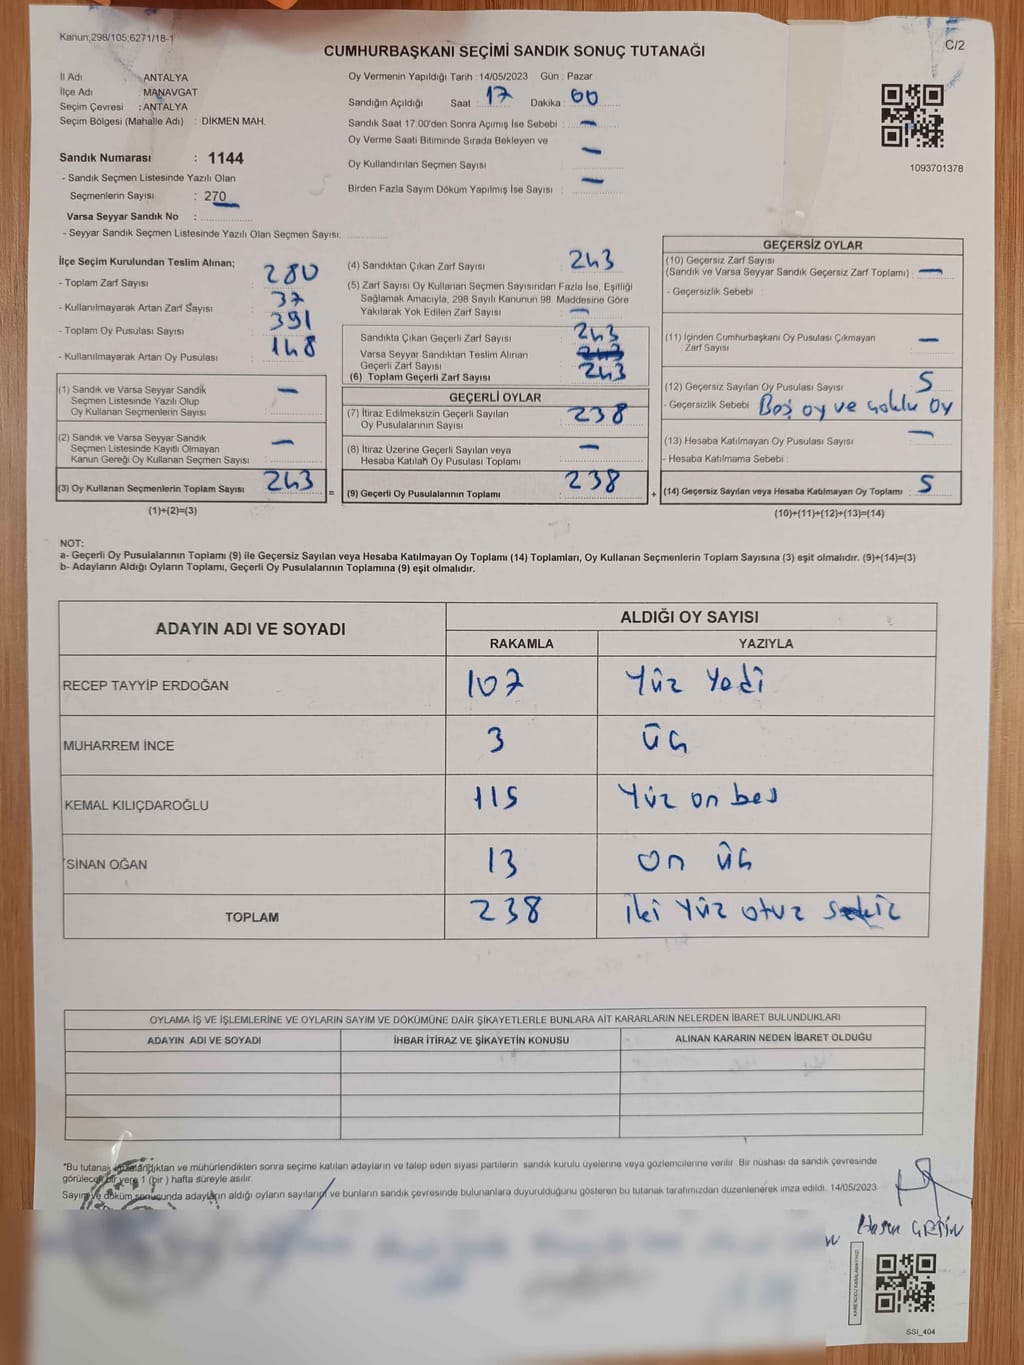 Kanun;298/105;6271/18-1
C/2
CUMHURBAŞKANI SEÇİMİ SANDIK SONUÇ TUTANAĞI
İl Adı : ANTALYA
İlçe Adı : MANAVGAT
Seçim Çevresi : ANTALYA
Seçim Bölgesi (Mahalle Adı) : DİKMEN MAH.
Sandık Numarası : 1144
- Sandık Seçmen Listesinde Yazılı Olan
Seçmenlerin Sayısı : 270
Varsa Seyyar Sandık No :
- Seyyar Sandık Seçmen Listesinde Yazılı Olan Seçmen Sayısı:
Oy Vermenin Yapıldığı Tarih : 14/05/2023 Gün : Pazar
Sandığın Açıldığı Saat : 17 Dakika : 00
Sandık Saat 17:00'den Sonra Açımış İse Sebebi : —
Oy Verme Saati Bitiminde Sırada Bekleyen ve
Oy Kullandırılan Seçmen Sayısı : —
Birden Fazla Sayım Döküm Yapılmış İse Sayısı : —
1093701378
İlçe Seçim Kurulundan Teslim Alınan;
- Toplam Zarf Sayısı : 280
- Kullanılmayarak Artan Zarf Sayısı : 37
- Toplam Oy Pusulası Sayısı : 391
- Kullanılmayarak Artan Oy Pusulası : 148
(1) Sandık ve Varsa Seyyar Sandık
Seçmen Listesinde Yazılı Olup
Oy Kullanan Seçmenlerin Sayısı : —
(2) Sandık ve Varsa Seyyar Sandık
Seçmen Listesinde Kayıtlı Olmayan
Kanun Gereği Oy Kullanan Seçmen Sayısı : —
(3) Oy Kullanan Seçmenlerin Toplam Sayısı : 243
(1)+(2)=(3)
=
(4) Sandıktan Çıkan Zarf Sayısı : 243
(5) Zarf Sayısı Oy Kullanan Seçmen Sayısından Fazla İse, Eşitliği
Sağlamak Amacıyla, 298 Sayılı Kanunun 98. Maddesine Göre
Yakılarak Yok Edilen Zarf Sayısı : —
Sandıkta Çıkan Geçerli Zarf Sayısı : 243
Varsa Seyyar Sandıktan Teslim Alınan
Geçerli Zarf Sayısı
(6) Toplam Geçerli Zarf Sayısı : 243
GEÇERLİ OYLAR
(7) İtiraz Edilmeksizin Geçerli Sayılan
Oy Pusulalarının Sayısı : 238
(8) İtiraz Üzerine Geçerli Sayılan veya
Hesaba Katılan Oy Pusulası Toplamı : —
(9) Geçerli Oy Pusulalarının Toplamı : 238
+
GEÇERSİZ OYLAR
(10) Geçersiz Zarf Sayısı
(Sandık ve Varsa Seyyar Sandık Geçersiz Zarf Toplamı) : —
- Geçersizlik Sebebi :
(11) İçinden Cumhurbaşkanı Oy Pusulası Çıkmayan
Zarf Sayısı : —
(12) Geçersiz Sayılan Oy Pusulası Sayısı : 5
- Geçersizlik Sebebi : Boş oy ve çoklu oy
(13) Hesaba Katılmayan Oy Pusulası Sayısı : —
- Hesaba Katılmama Sebebi :
(14) Geçersiz Sayılan veya Hesaba Katılmayan Oy Toplamı : 5
(10)+(11)+(12)+(13)=(14)
NOT:
a- Geçerli Oy Pusulalarının Toplamı (9) ile Geçersiz Sayılan veya Hesaba Katılmayan Oy Toplamı (14) Toplamları, Oy Kullanan Seçmenlerin Toplam Sayısına (3) eşit olmalıdır. (9)+(14)=(3)
b- Adayların Aldığı Oyların Toplamı, Geçerli Oy Pusulalarının Toplamına (9) eşit olmalıdır.
ADAYIN ADI VE SOYADI
ALDIĞI OY SAYISI
RAKAMLA YAZIYLA
RECEP TAYYİP ERDOĞAN 107 Yüz Yedi
MUHARREM İNCE 3 üç
KEMAL KILIÇDAROĞLU 115 Yüz on beş
SİNAN OĞAN 13 on üç
TOPLAM 238 iki Yüz otuz sekiz
OYLAMA İŞ VE İŞLEMLERİNE VE OYLARIN SAYIM VE DÖKÜMÜNE DAİR ŞİKAYETLERLE BUNLARA AİT KARARLARIN NELERDEN İBARET BULUNDUKLARI
ADAYIN ADI VE SOYADI İHBAR İTİRAZ VE ŞİKAYETİN KONUSU ALINAN KARARIN NEDEN İBARET OLDUĞU
*Bu tutanak imzalandıktan ve mühürlendikten sonra seçime katılan adayların ve talep eden siyasi partilerin sandık kurulu üyelerine veya gözlemcilerine verilir. Bir nüshası da sandık çevresinde
görülecek bir yere 1 (bir ) hafta süreyle asılır.
Sayım ve döküm sonucunda adayların aldığı oyların sayılarını ve bunların sandık çevresinde bulunanlara duyurulduğunu gösteren bu tutanak tarafımızdan düzenlenerek imza edildi. 14/05/2023
Hasan
SSI_404